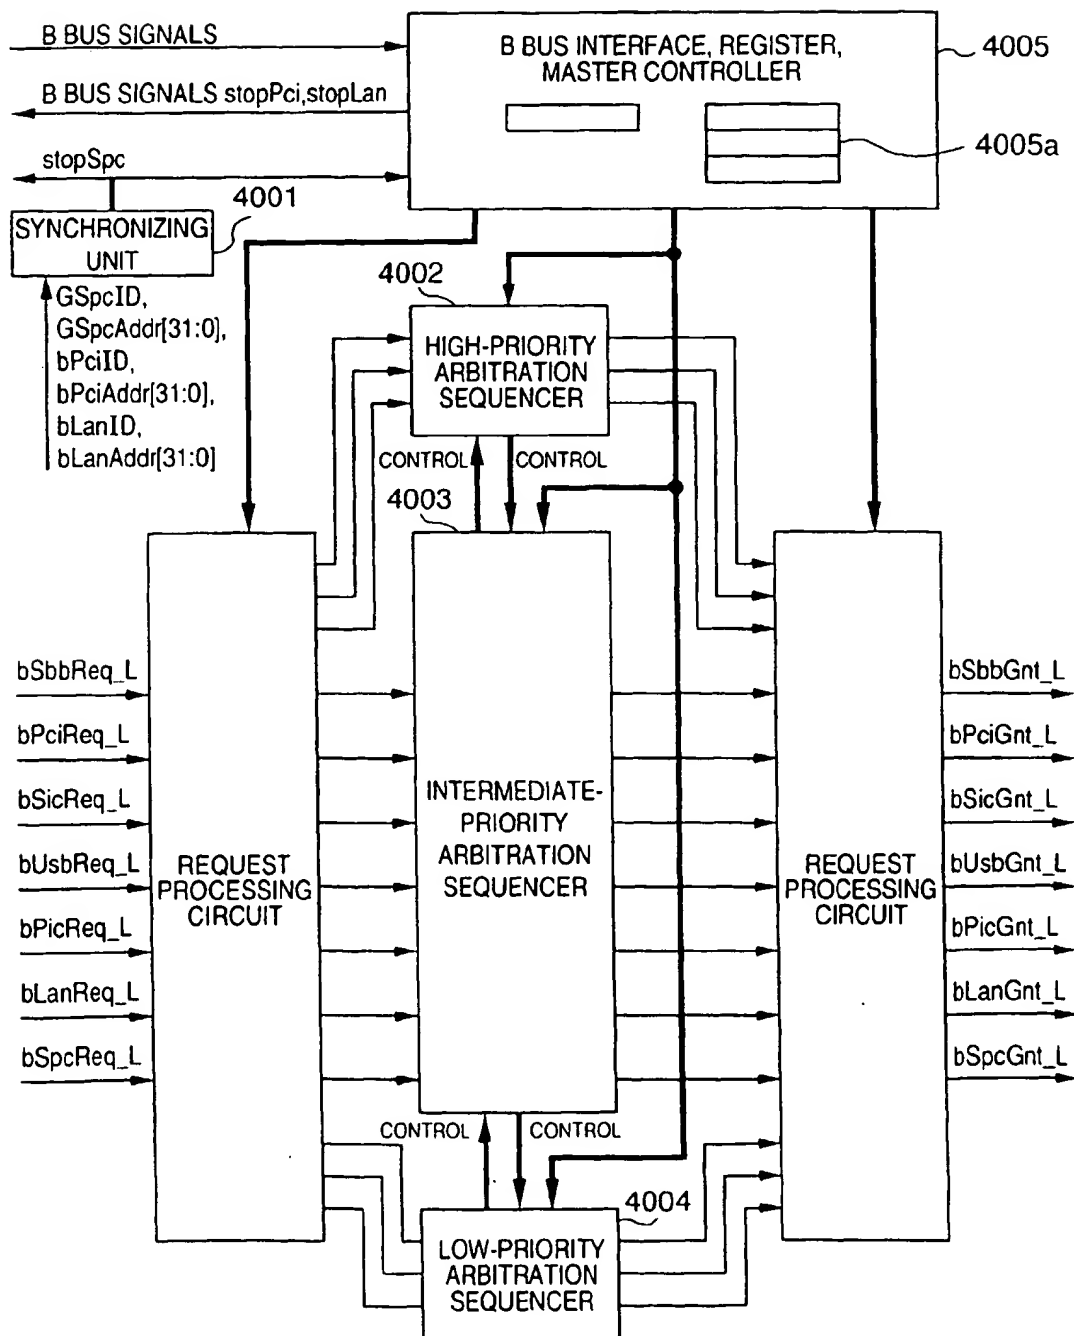 B BUS SIGNALS
B BUS INTERFACE, REGISTER,
MASTER CONTROLLER
4005
B BUS SIGNALS stopPci,stopLan
4005a
stopSpc
4001
SYNCHRONIZING
UNIT
GSpcID,
GSpcAddr[31:0],
bPciID,
bPciAddr[31:0],
bLanID,
bLanAddr[31:0]
4002
HIGH-PRIORITY
ARBITRATION
SEQUENCER
CONTROL
CONTROL
4003
bSbbReq_L
bPciReq_L
bSicReq_L
bUsbReq_L
bPicReq_L
bLanReq_L
bSpcReq_L
REQUEST
PROCESSING
CIRCUIT
INTERMEDIATE-
PRIORITY
ARBITRATION
SEQUENCER
REQUEST
PROCESSING
CIRCUIT
bSbbGnt_L
bPciGnt_L
bSicGnt_L
bUsbGnt_L
bPicGnt_L
bLanGnt_L
bSpcGnt_L
CONTROL
CONTROL
4004
LOW-PRIORITY
ARBITRATION
SEQUENCER